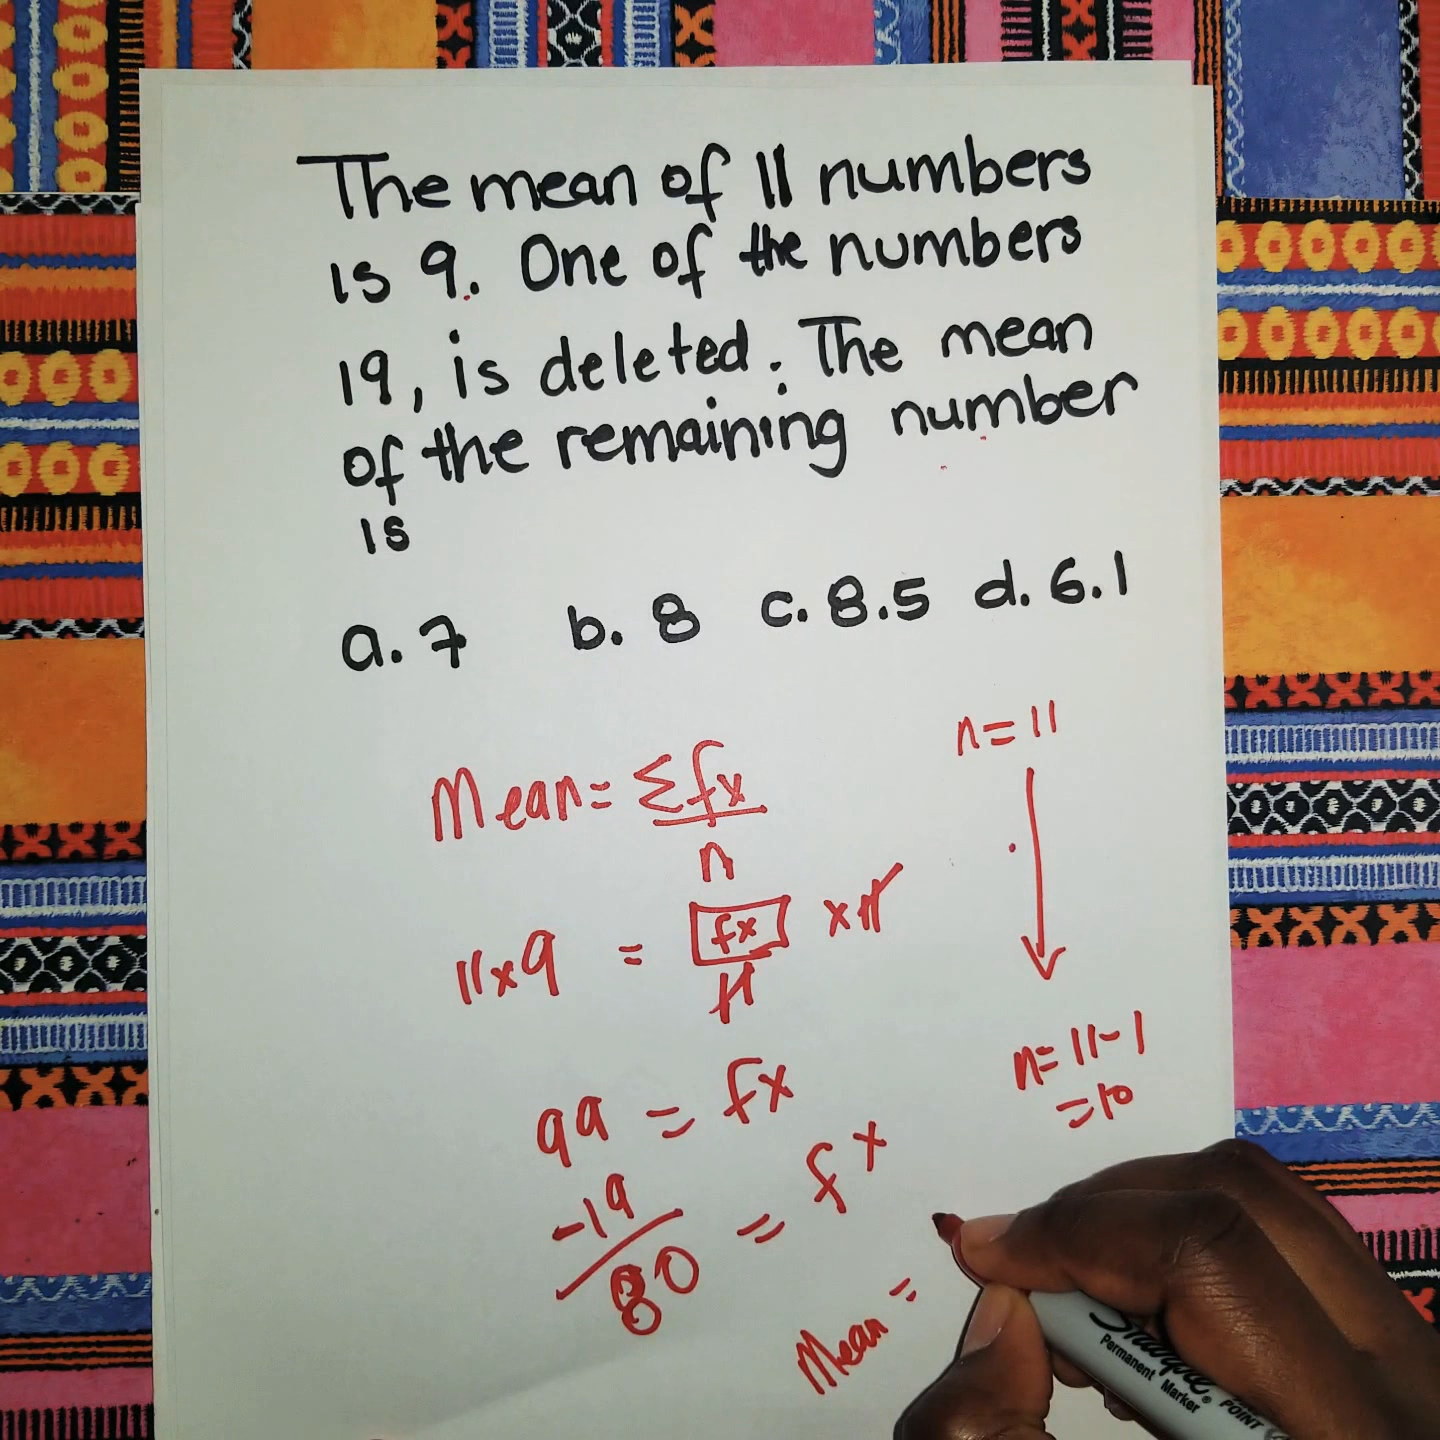 The mean of 11 numbers
is 9. One of the numbers
19, is deleted. The mean
of the remaining number
is
a. 7 b. 8 c. 8.5 d. 6.1
n = 11
Mean = Σfx
n
11x9 = fx x 11
11
n = 11-1
= 10
99 = fx
-19
80 = fx
Mean =
Sharpie
Permanent Marker
POINT